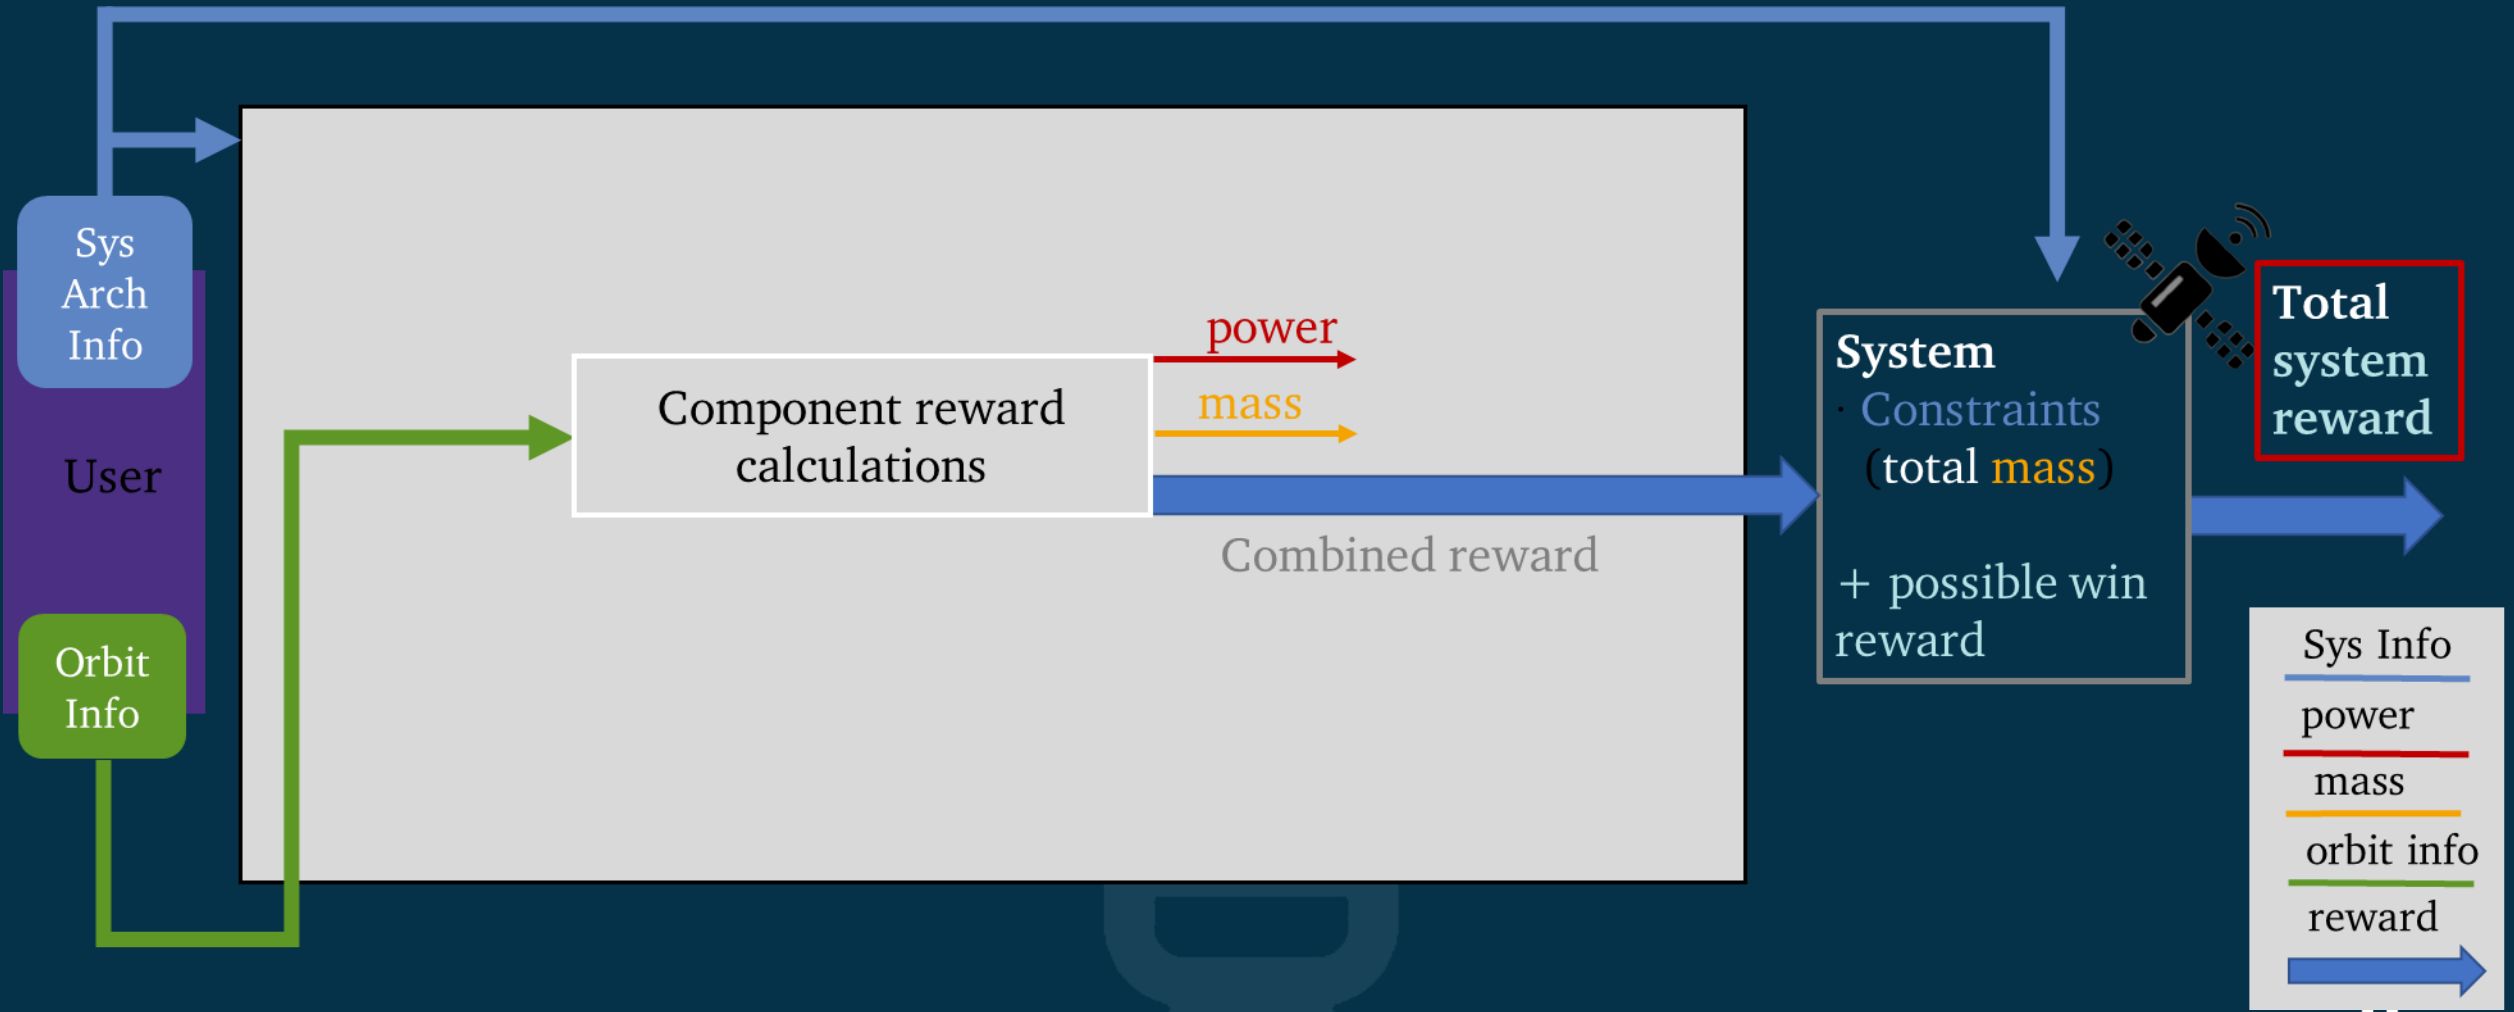 Sys
Arch
Info
User
Orbit
Info
Component reward
calculations
power
mass
Combined reward
System
· Constraints
(total mass)
+ possible win
reward
Total
system
reward
Sys Info
power
mass
orbit info
reward